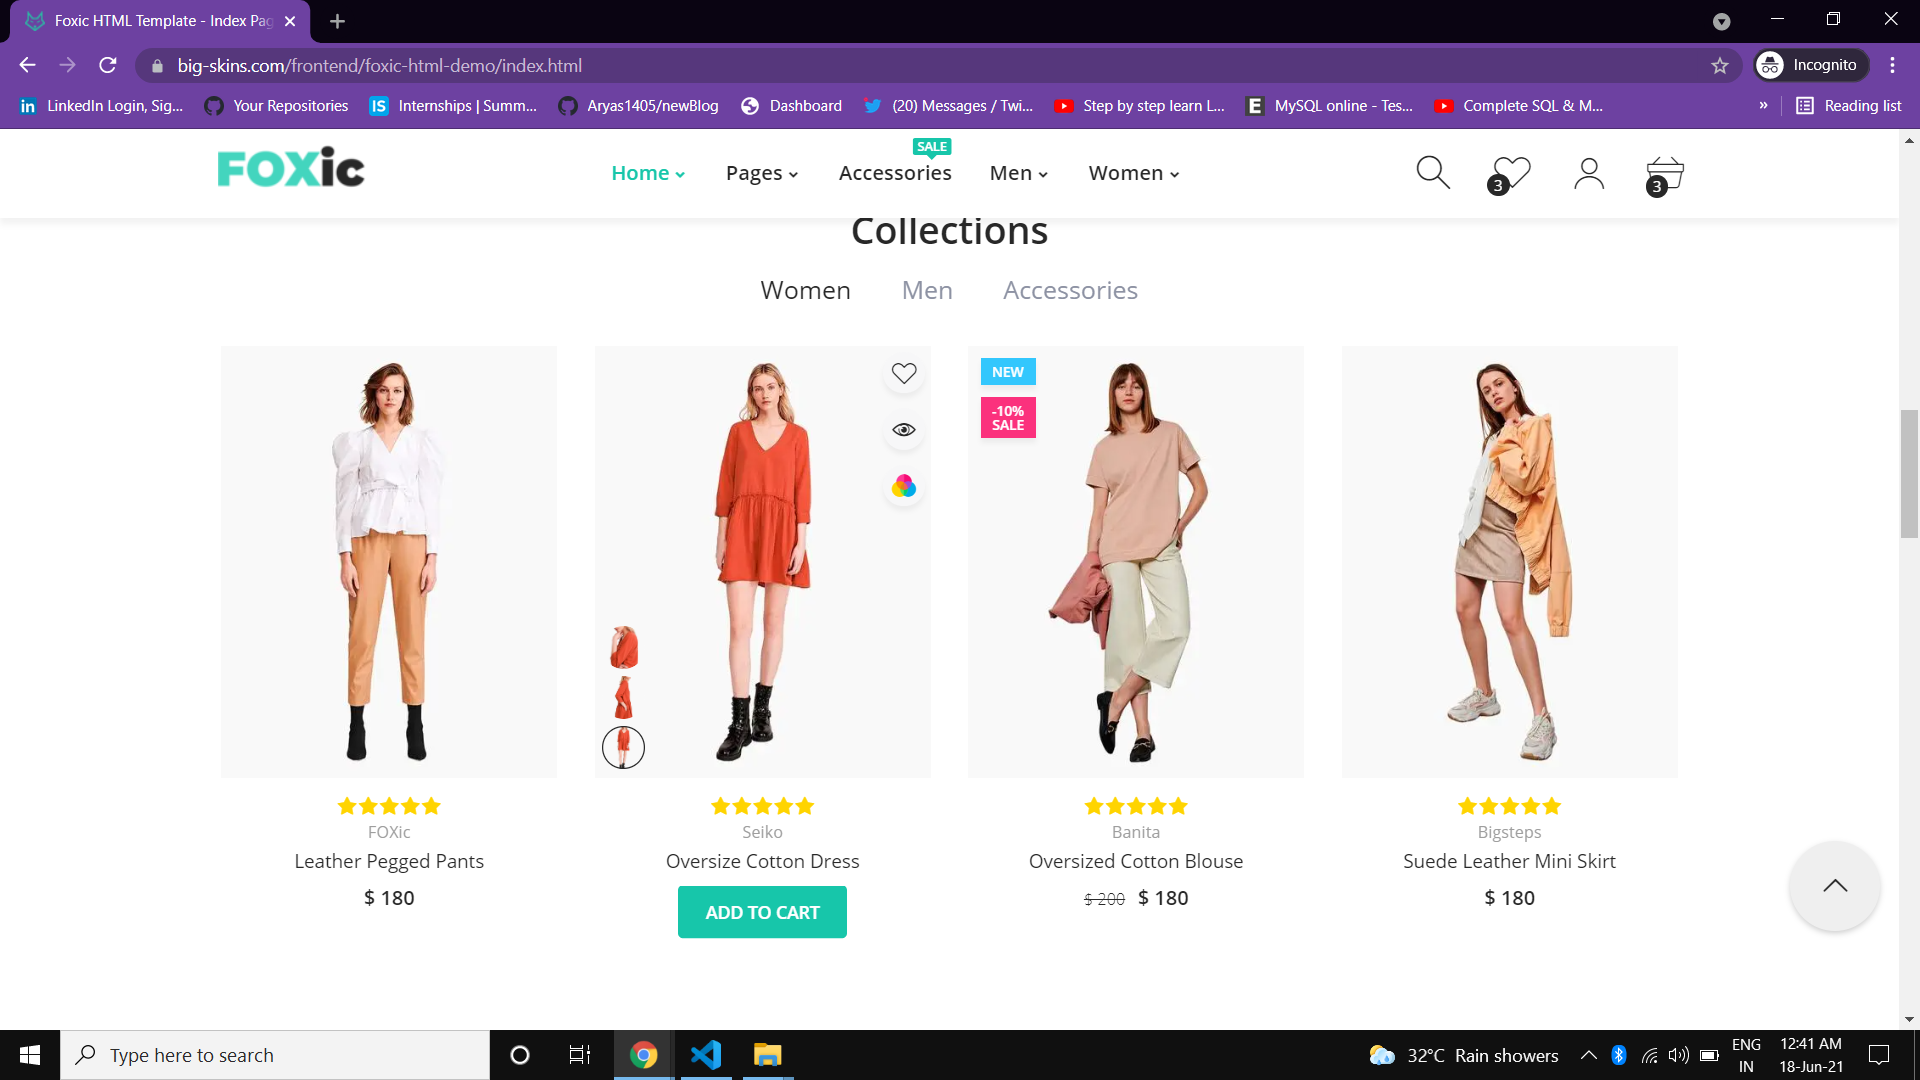 Foxic HTML Template - Index Pag
big-skins.com/frontend/foxic-html-demo/index.html
Incognito
LinkedIn Login, Sig...
Your Repositories
Internships | Summ...
Aryas1405/newBlog
Dashboard
(20) Messages / Twi...
Step by step learn L...
MySQL online - Tes...
Complete SQL & M...
»
Reading list
FOXic
Home
Pages
SALE
Accessories
Men
Women
3
3
Collections
Women
Men
Accessories
NEW
-10%
SALE
FOXic
Leather Pegged Pants
$ 180
Seiko
Oversize Cotton Dress
ADD TO CART
Banita
Oversized Cotton Blouse
$ 200 $ 180
Bigsteps
Suede Leather Mini Skirt
$ 180
Type here to search
32°C Rain showers
ENG
IN
12:41 AM
18-Jun-21